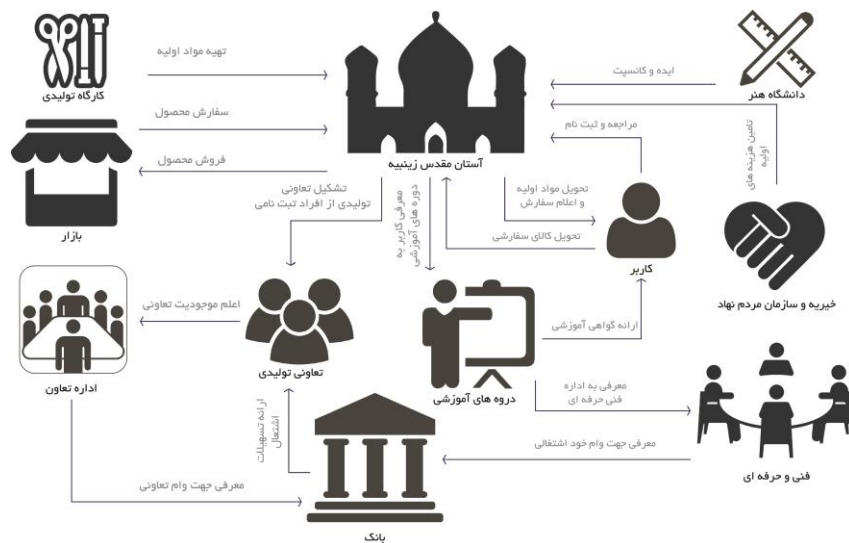 تهیه مواد اولیه
کارگاه تولیدی
ایده و کانسپت
دانشگاه هنر
سفارش محصول
مراجعه و ثبت نام
تامین هزینه های
اولیه
فروش محصول
آستان مقدس زینبیه
بازار
تشکیل تعاونی
تولیدی از افراد ثبت نامی
معرفی کاربر به
دوره های آموزشی
تحویل مواد اولیه
و اعلام سفارش
تحویل کالای سفارشی
کاربر
خیریه و سازمان مردم نهاد
اعلم موجودیت تعاونی
تعاونی تولیدی
اداره تعاون
ارائه گواهی آموزشی
دروه های آموزشی
معرفی به اداره
فنی حرفه ای
ارائه تسهیلات
اشتعال
معرفی جهت وام خود اشتغالی
فنی و حرفه ای
معرفی جهت وام تعاونی
بانک